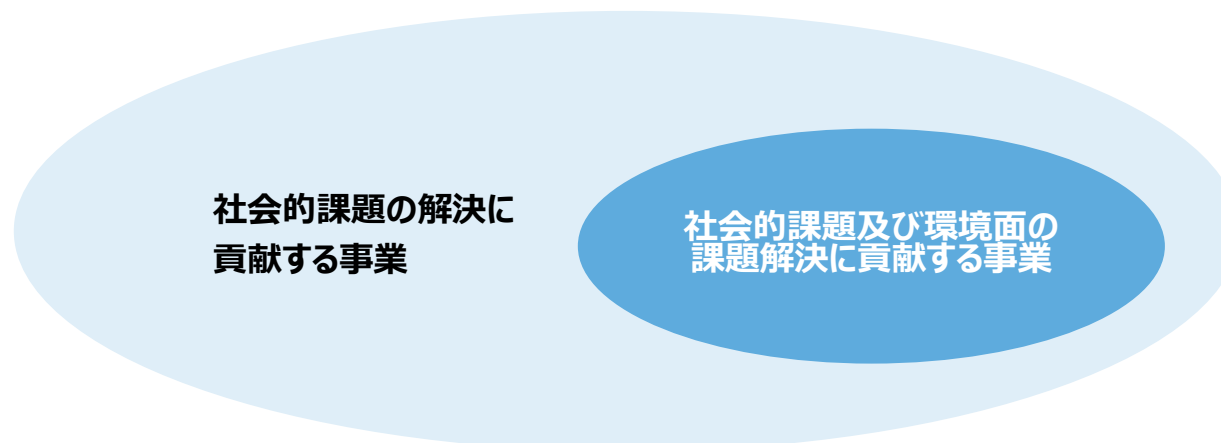 社会的課題の解決に
貢献する事業
社会的課題及び環境面の
課題解決に貢献する事業